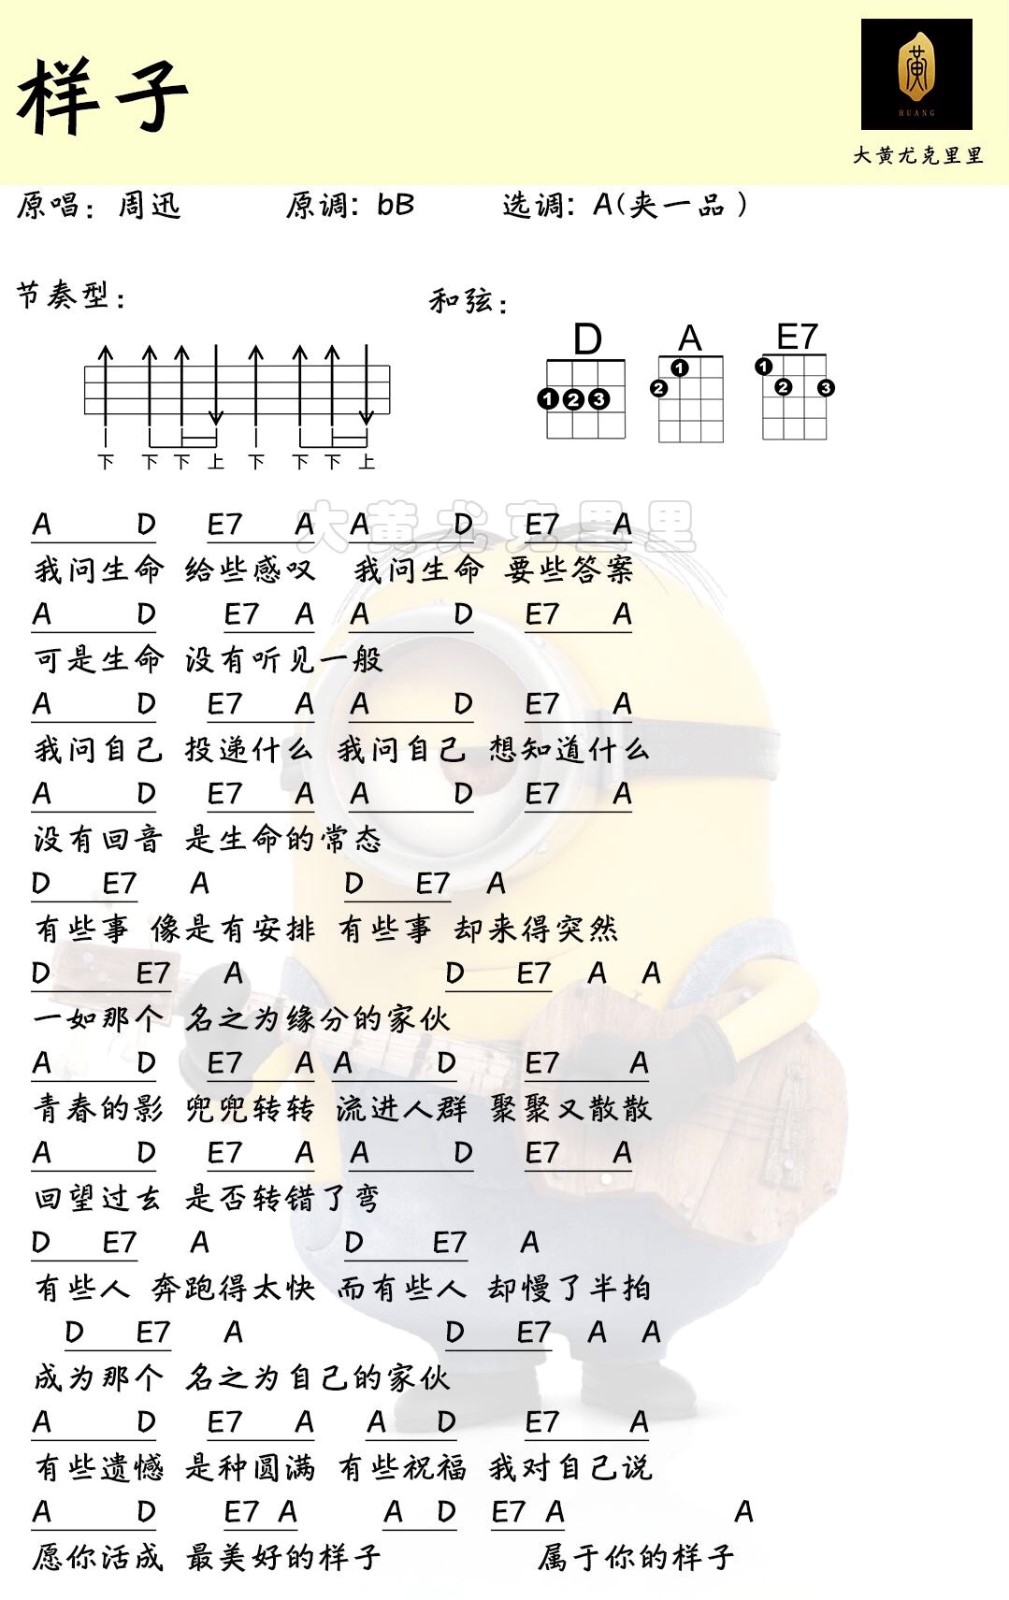 样子
黄
HUANG
大黄尤克里里
原唱：周迅 原调: bB 选调: A(夹一品)
节奏型： 和弦：
D A E7
1 2 3 1 2 1 2 3
下 下 下 上 下 下 下 上
大黄尤克里里
A D E7 A A D E7 A
我问生命 给些感叹 我问生命 要些答案
A D E7 A A D E7 A
可是生命 没有听见一般
A D E7 A A D E7 A
我问自己 投递什么 我问自己 想知道什么
A D E7 A A D E7 A
没有回音 是生命的常态
D E7 A D E7 A
有些事 像是有安排 有些事 却来得突然
D E7 A D E7 A A
一如那个 名之为缘分的家伙
A D E7 A A D E7 A
青春的影 兜兜转转 流进人群 聚聚又散散
A D E7 A A D E7 A
回望过去 是否转错了弯
D E7 A D E7 A
有些人 奔跑得太快 而有些人 却慢了半拍
D E7 A D E7 A A
成为那个 名之为自己的家伙
A D E7 A A D E7 A
有些遗憾 是种圆满 有些祝福 我对自己说
A D E7 A A D E7 A A
愿你活成 最美好的样子 属于你的样子